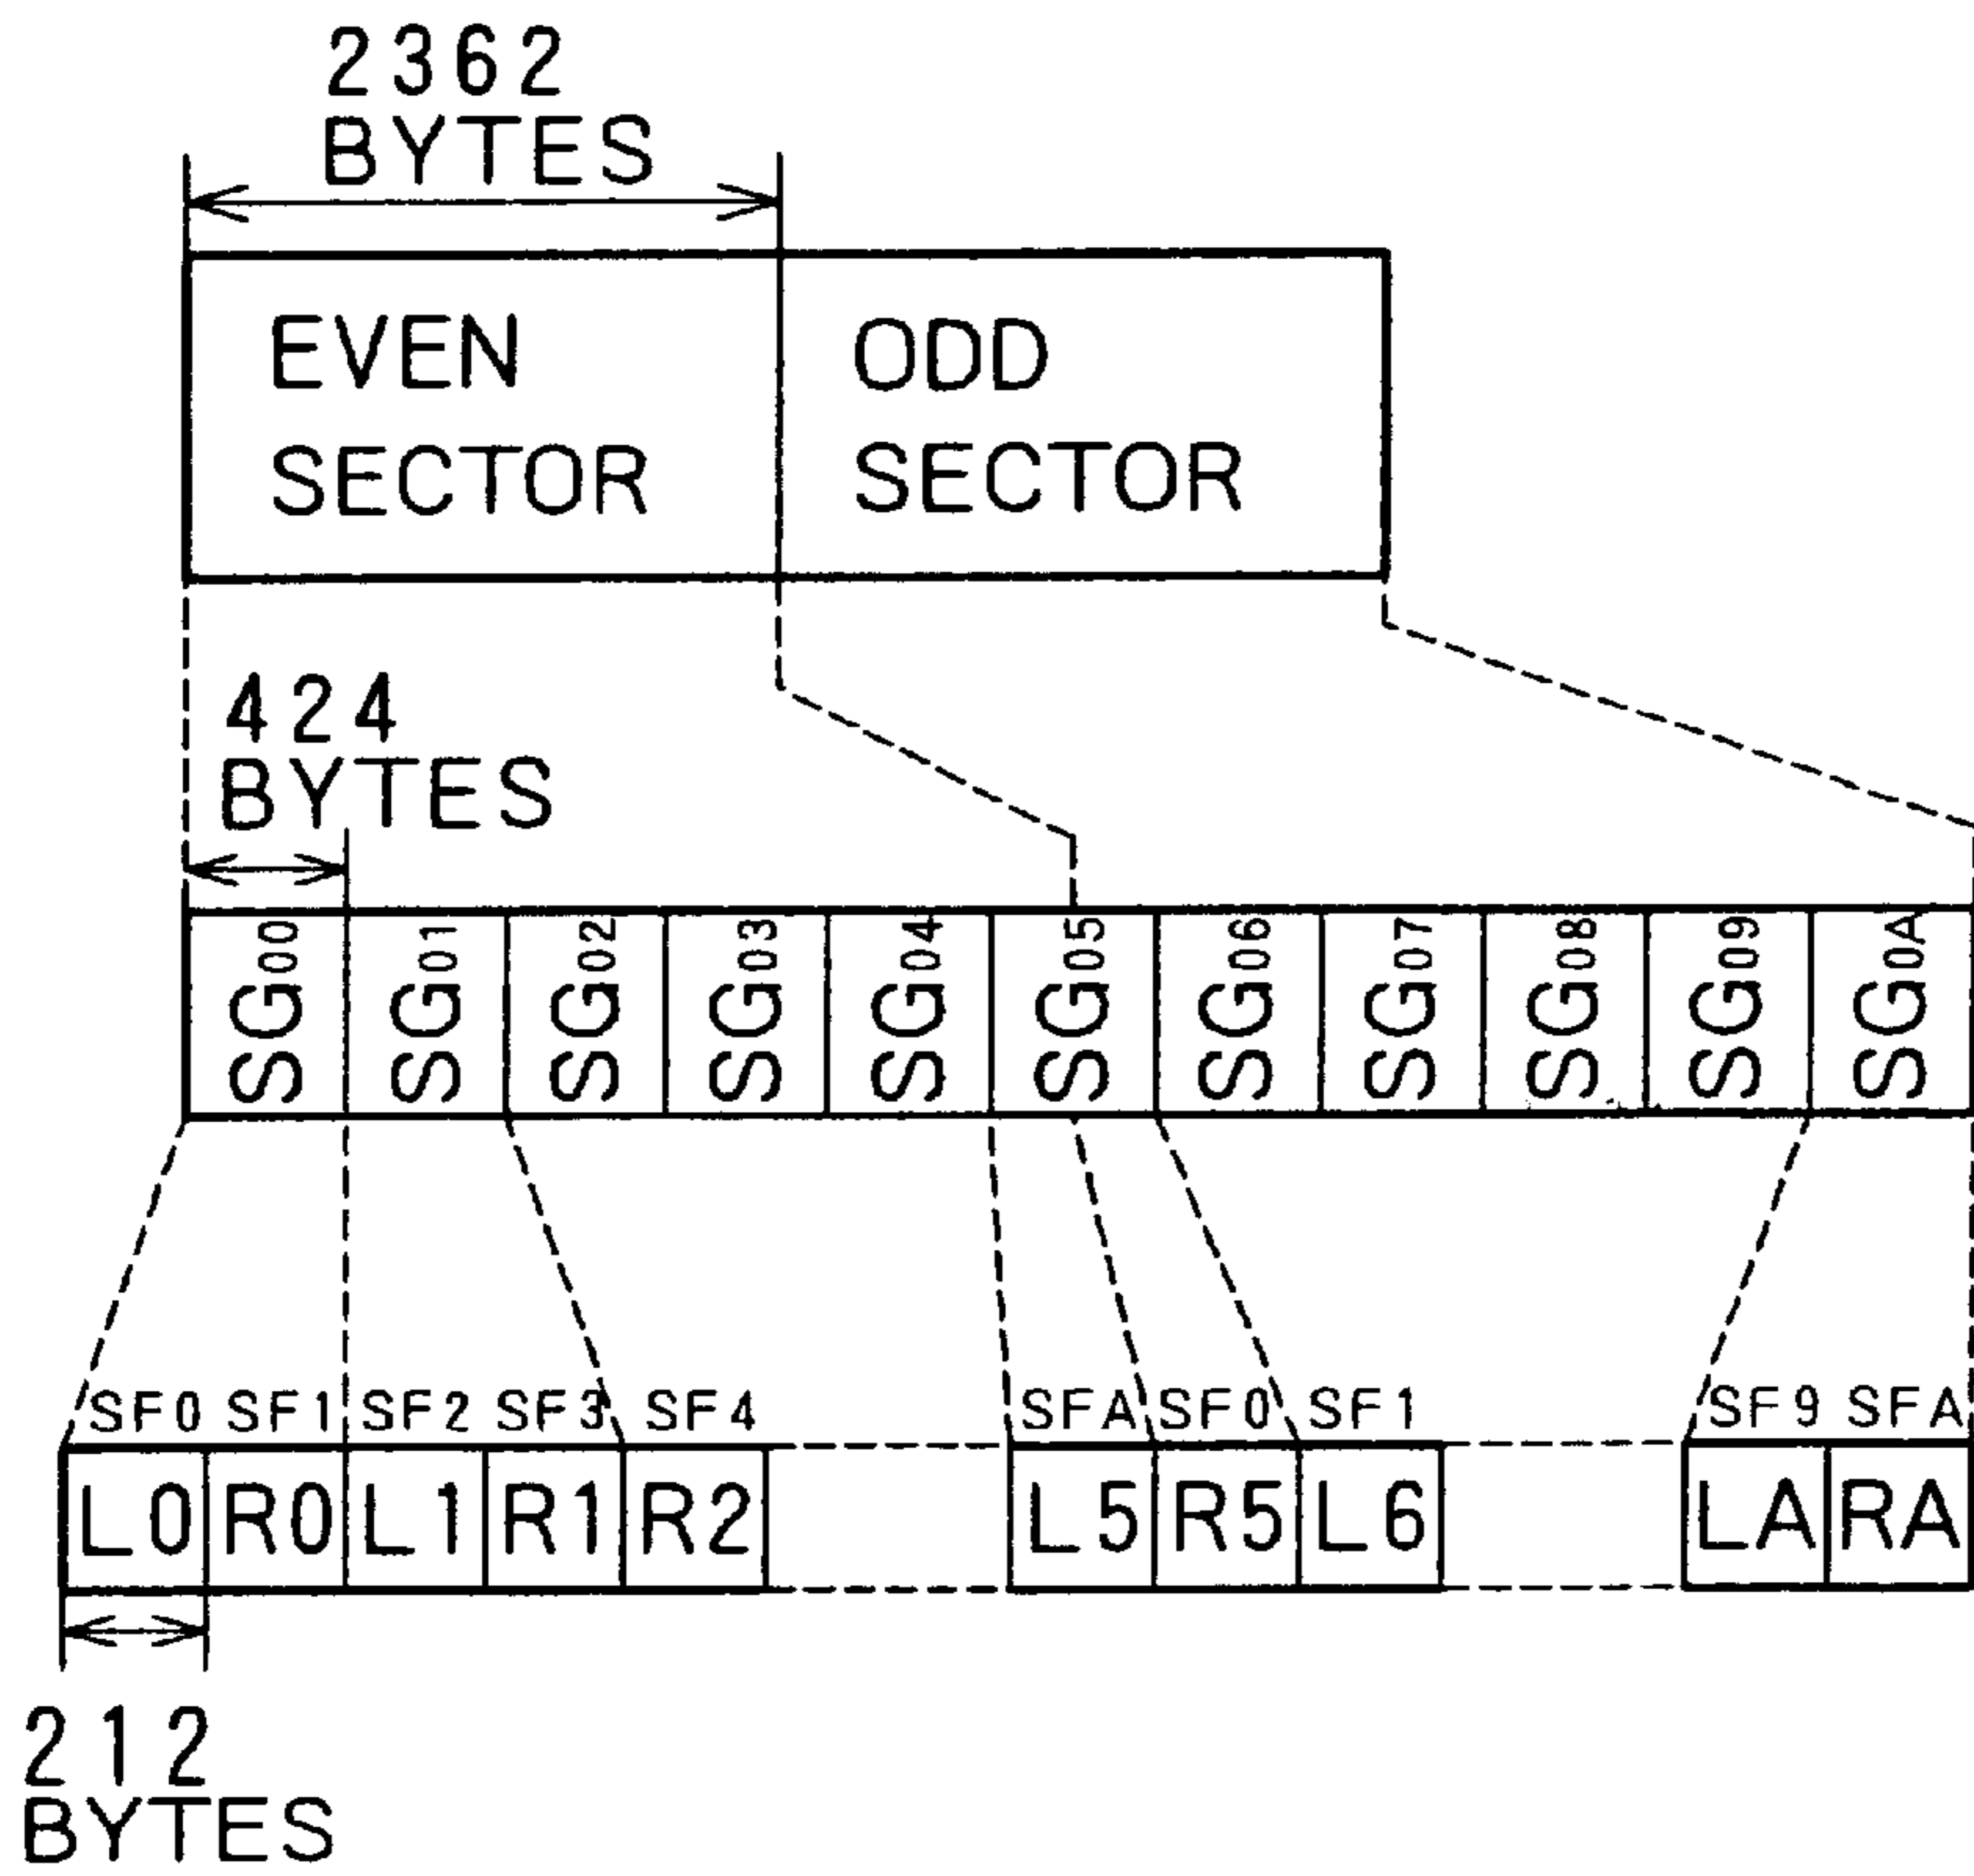 2362
BYTES
EVEN
SECTOR
ODD
SECTOR
424
BYTES
SG00 SG01 SG02 SG03 SG04 SG05 SG06 SG07 SG08 SG09 SG0A
SF0 SF1 SF2 SF3 SF4 SFA SF0 SF1 SF9 SFA
L0 R0 L1 R1 R2 L5 R5 L6 LA RA
212
BYTES